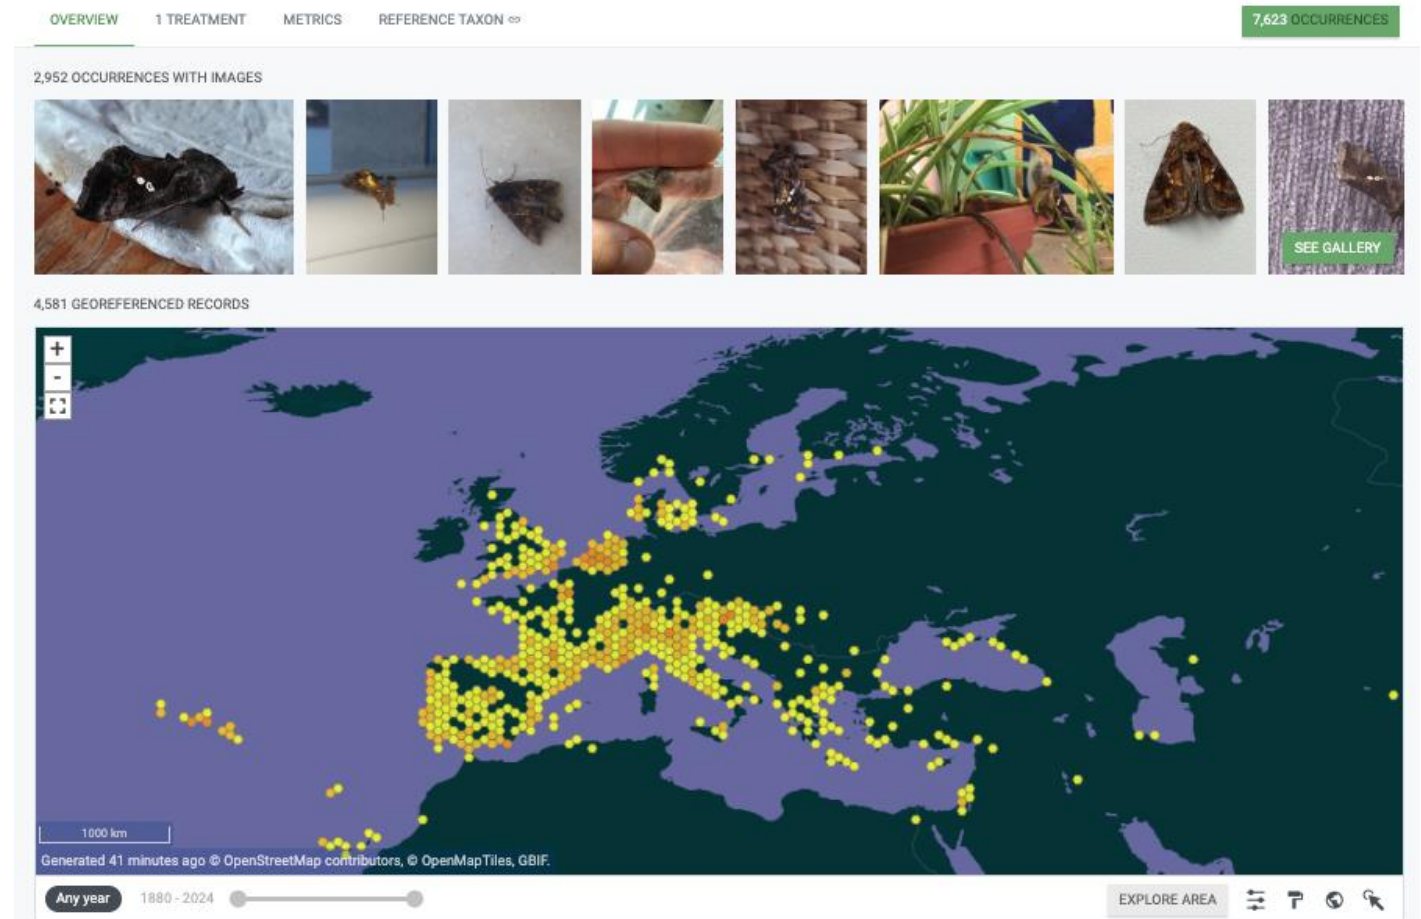 OVERVIEW 1 TREATMENT METRICS REFERENCE TAXON 7,623 OCCURRENCES
2,952 OCCURRENCES WITH IMAGES
SEE GALLERY
4,581 GEOREFERENCED RECORDS
+
-
1000 km
Generated 41 minutes ago © OpenStreetMap contributors, © OpenMapTiles, GBIF.
Any year 1880 - 2024 EXPLORE AREA